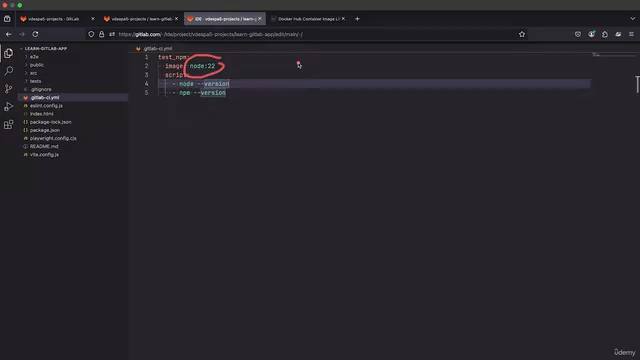 vdespa5-projects · GitLab
vdespa5-projects / learn-gitlab-app
IDE · vdespa5-projects / learn-g
Docker Hub Container Image Li
https://gitlab.com/-/ide/project/vdespa5-projects/learn-gitlab-app/edit/main/-/
LEARN-GITLAB-APP
e2e
public
src
tests
.gitignore
.gitlab-ci.yml
eslint.config.js
index.html
package-lock.json
package.json
playwright.config.cjs
README.md
vite.config.js
.gitlab-ci.yml
1 test_npm:
2 image: node:22
3 script:
4 - node --version
5 - npm --version
Udemy